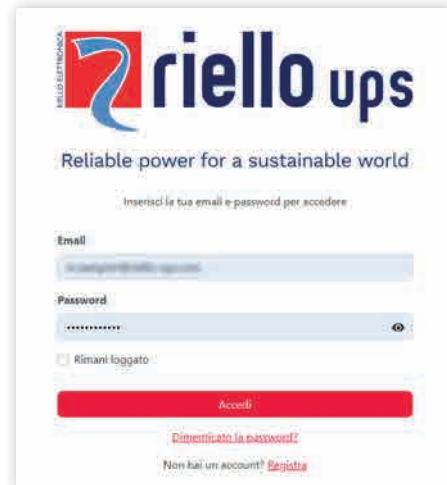 RIELLO ELETTRONICA
riello ups
Reliable power for a sustainable world
Inserisci la tua email e password per accedere
Email
Password
••••••••••••
Rimani loggato
Accedi
Dimenticato la password?
Non hai un account? Registra